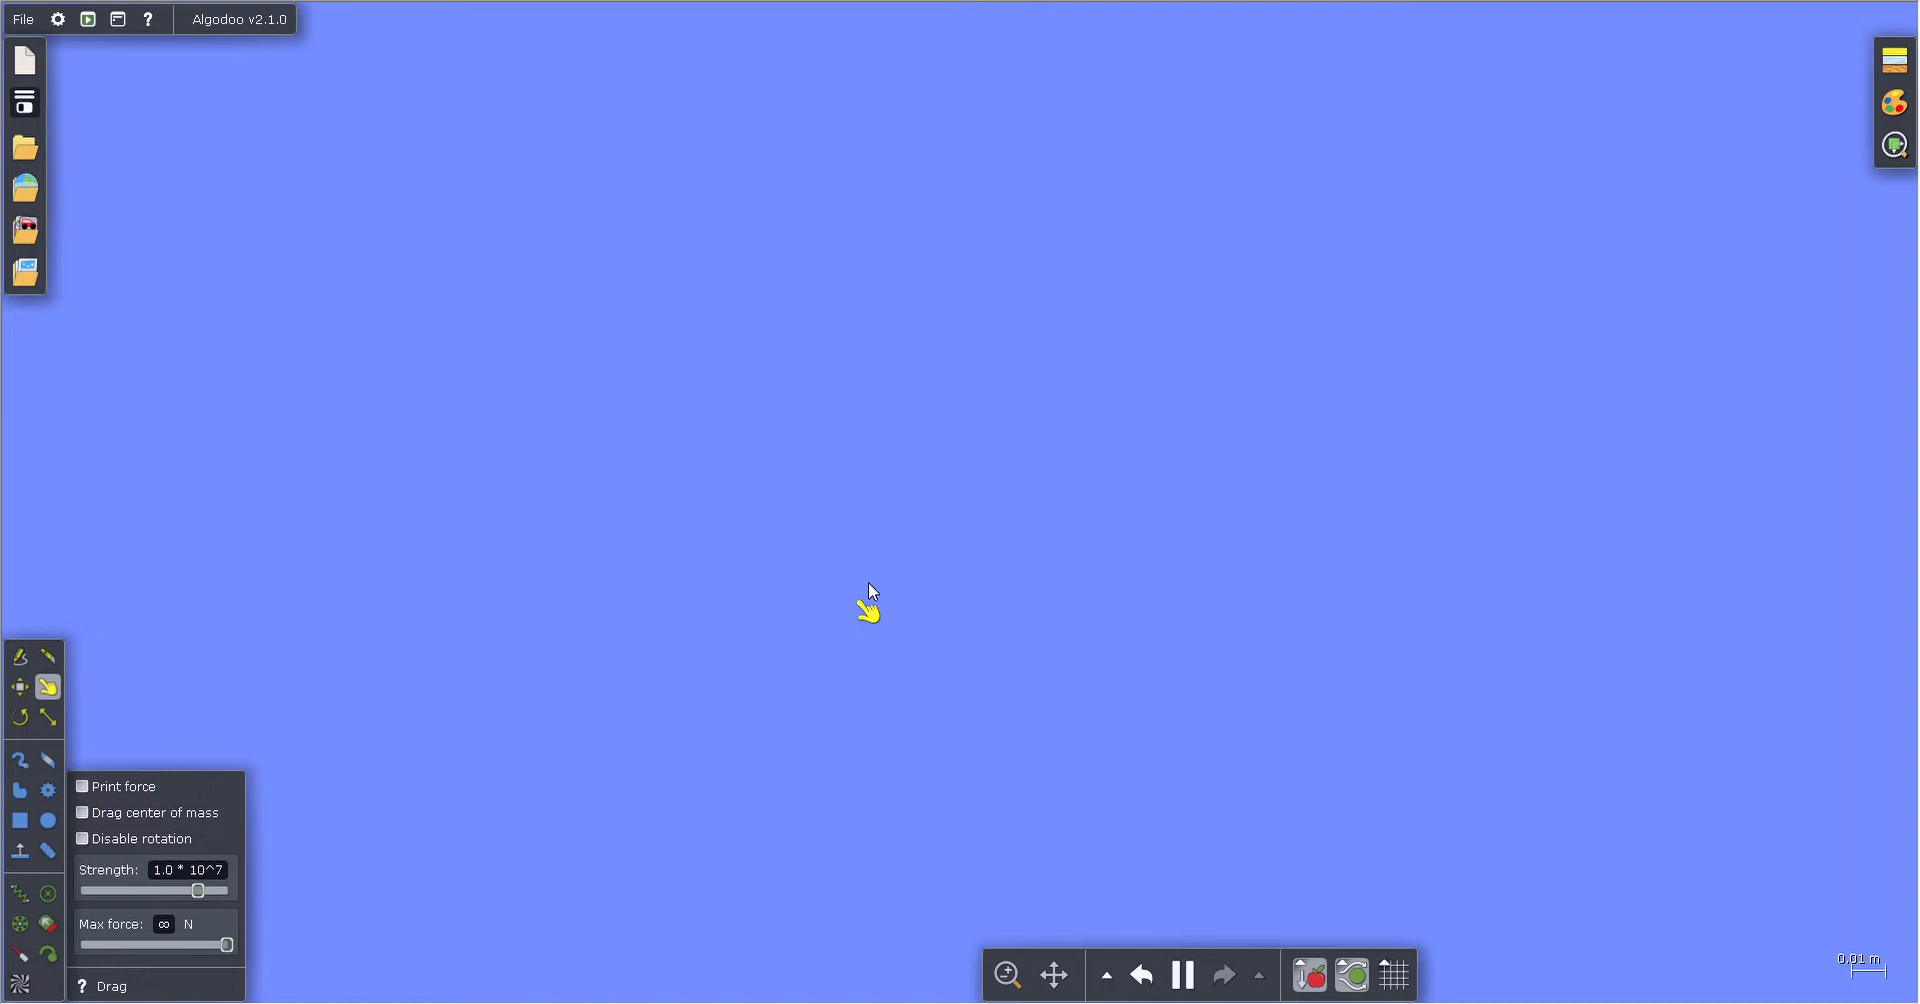 File
Algodoo v2.1.0
Print force
Drag center of mass
Disable rotation
Strength: 1.0 * 10^7
Max force: ∞ N
? Drag
0.01 m